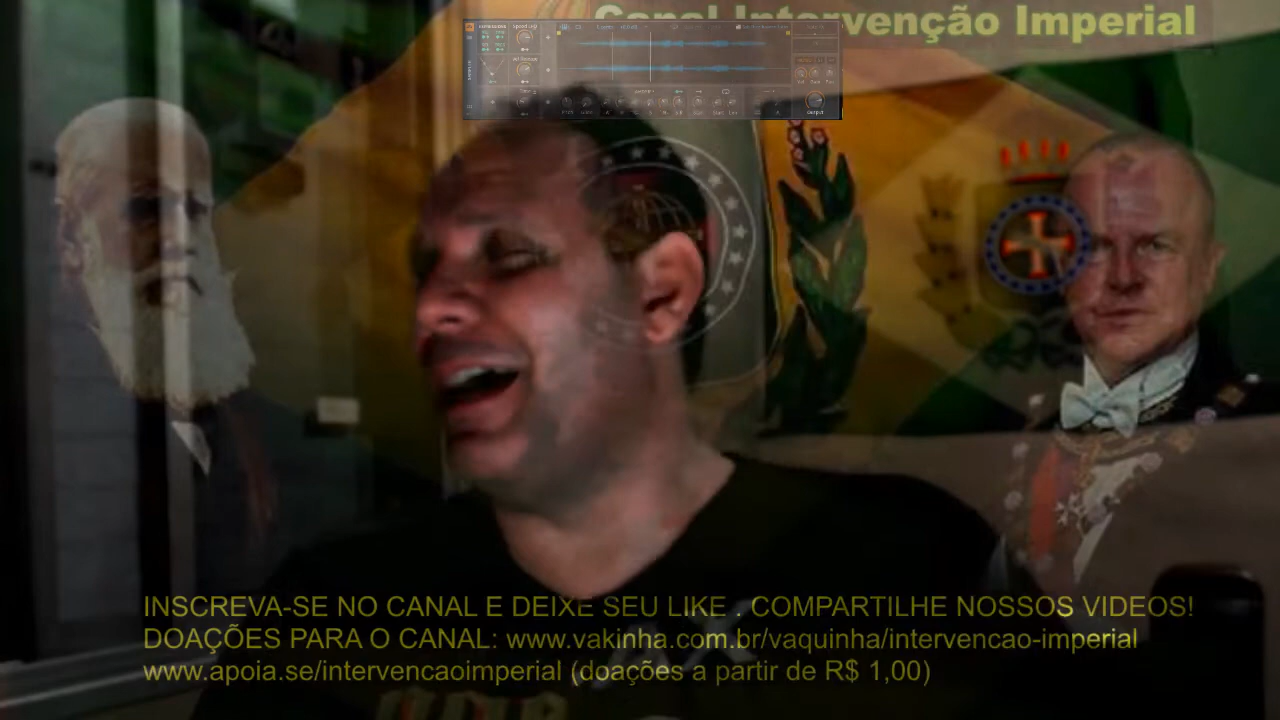 Canal Intervenção Imperial
INSCREVA-SE NO CANAL E DEIXE SEU LIKE . COMPARTILHE NOSSOS VIDEOS!
DOAÇÕES PARA O CANAL: www.vakinha.com.br/vaquinha/intervencao-imperial
www.apoia.se/intervencaoimperial (doações a partir de R$ 1,00)